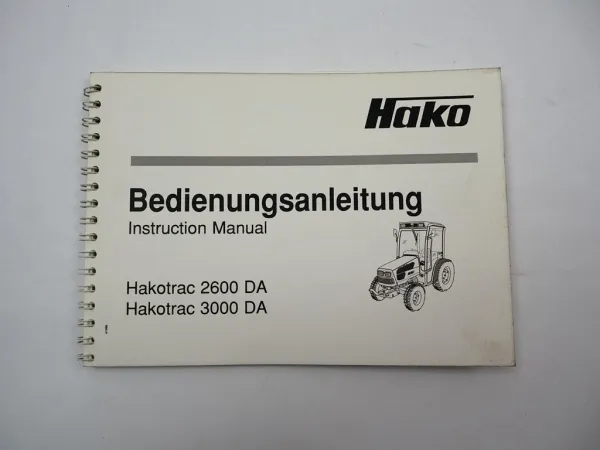 Hako
Bedienungsanleitung
Instruction Manual
Hakotrac 2600 DA
Hakotrac 3000 DA